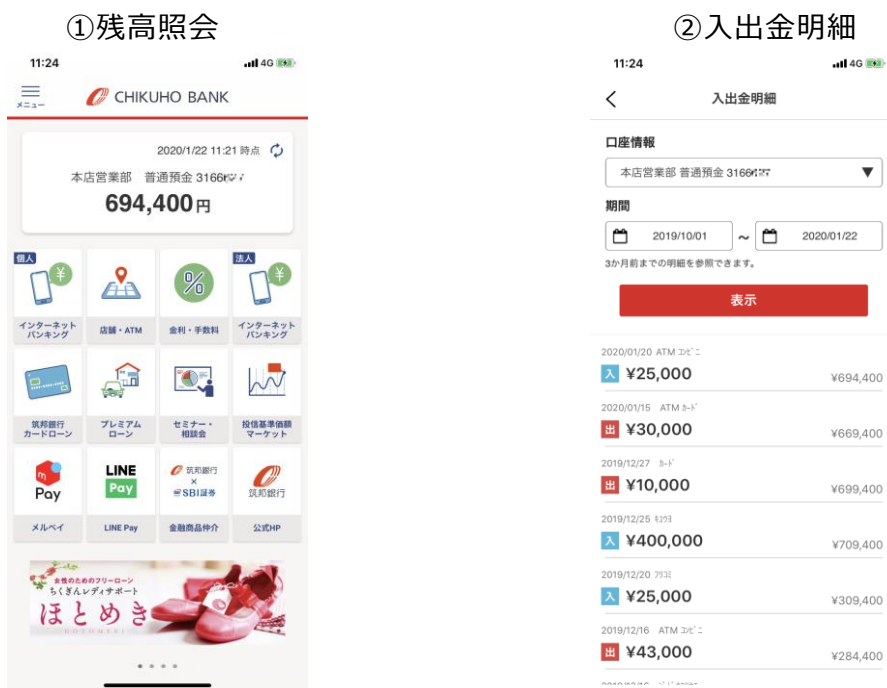 ①残高照会
11:24
4G
メニュー
CHIKUHO BANK
2020/1/22 11:21 時点
本店営業部 普通預金 3166
694,400 円
個人
法人
インターネット
バンキング
店舗・ATM
金利・手数料
インターネット
バンキング
筑邦銀行
カードローン
プレミアム
ローン
セミナー・
相談会
投信基準価額
マーケット
Pay
LINE
Pay
筑邦銀行
×
SBI証券
筑邦銀行
メルペイ
LINE Pay
金融商品仲介
公式HP
女性のためのフリーローン
ちくぎんレディサポート
ほとめき
HOTOMEKI
②入出金明細
11:24
4G
入出金明細
口座情報
本店営業部 普通預金 3166
▼
期間
2019/10/01 ～ 2020/01/22
3か月前までの明細を参照できます。
表示
2020/01/20 ATM ｺﾝﾋﾞﾆ
入 ¥25,000 ¥694,400
2020/01/15 ATM ｶｰﾄﾞ
出 ¥30,000 ¥669,400
2019/12/27 ｶｰﾄﾞ
出 ¥10,000 ¥699,400
2019/12/25 ｷﾕｳﾖ
入 ¥400,000 ¥709,400
2019/12/20 ﾌﾘｺﾐ
入 ¥25,000 ¥309,400
2019/12/16 ATM ｺﾝﾋﾞﾆ
出 ¥43,000 ¥284,400